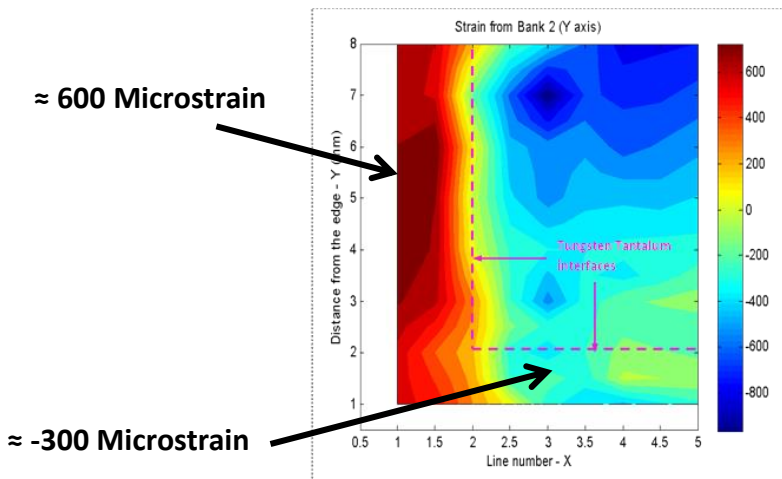 Strain from Bank 2 (Y axis)
≈ 600 Microstrain
≈ -300 Microstrain
Distance from the edge - Y (mm)
8
7
6
5
4
3
2
1
Tungsten Tantalum
interfaces
0.5 1 1.5 2 2.5 3 3.5 4 4.5 5
Line number - X
600
400
200
0
-200
-400
-600
-800